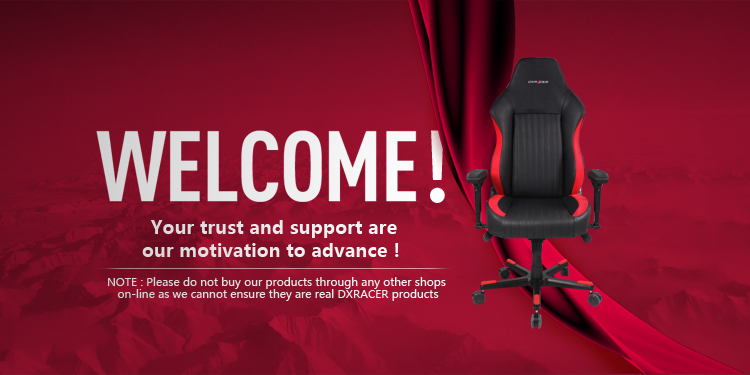 WELCOME!
Your trust and support are
our motivation to advance !
NOTE : Please do not buy our products through any other shops
on-line as we cannot ensure they are real DXRACER products